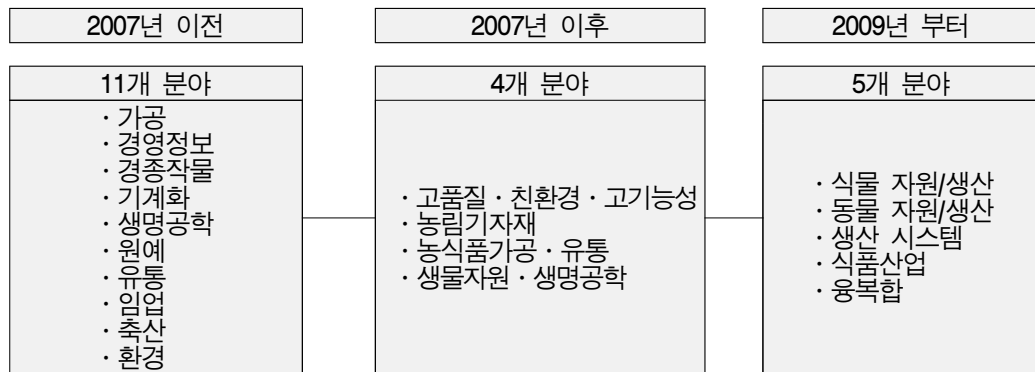 2007년 이전
2007년 이후
2009년 부터
11개 분야
· 가공
· 경영정보
· 경종작물
· 기계화
· 생명공학
· 원예
· 유통
· 임업
· 축산
· 환경
4개 분야
· 고품질 · 친환경 · 고기능성
· 농림기자재
· 농식품가공 · 유통
· 생물자원 · 생명공학
5개 분야
· 식물 자원/생산
· 동물 자원/생산
· 생산 시스템
· 식품산업
· 융복합